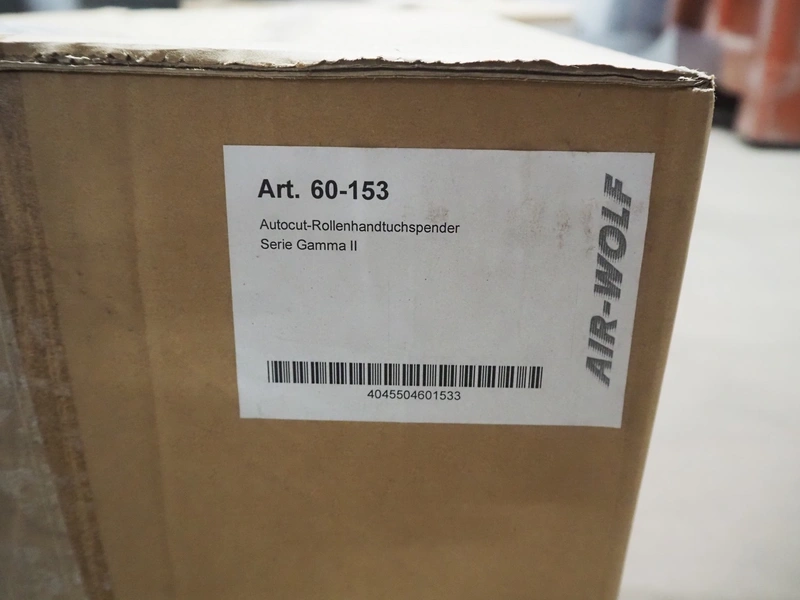 Art. 60-153
Autocut-Rollenhandtuchspender
Serie Gamma II
4045504601533
AIR-WOLF